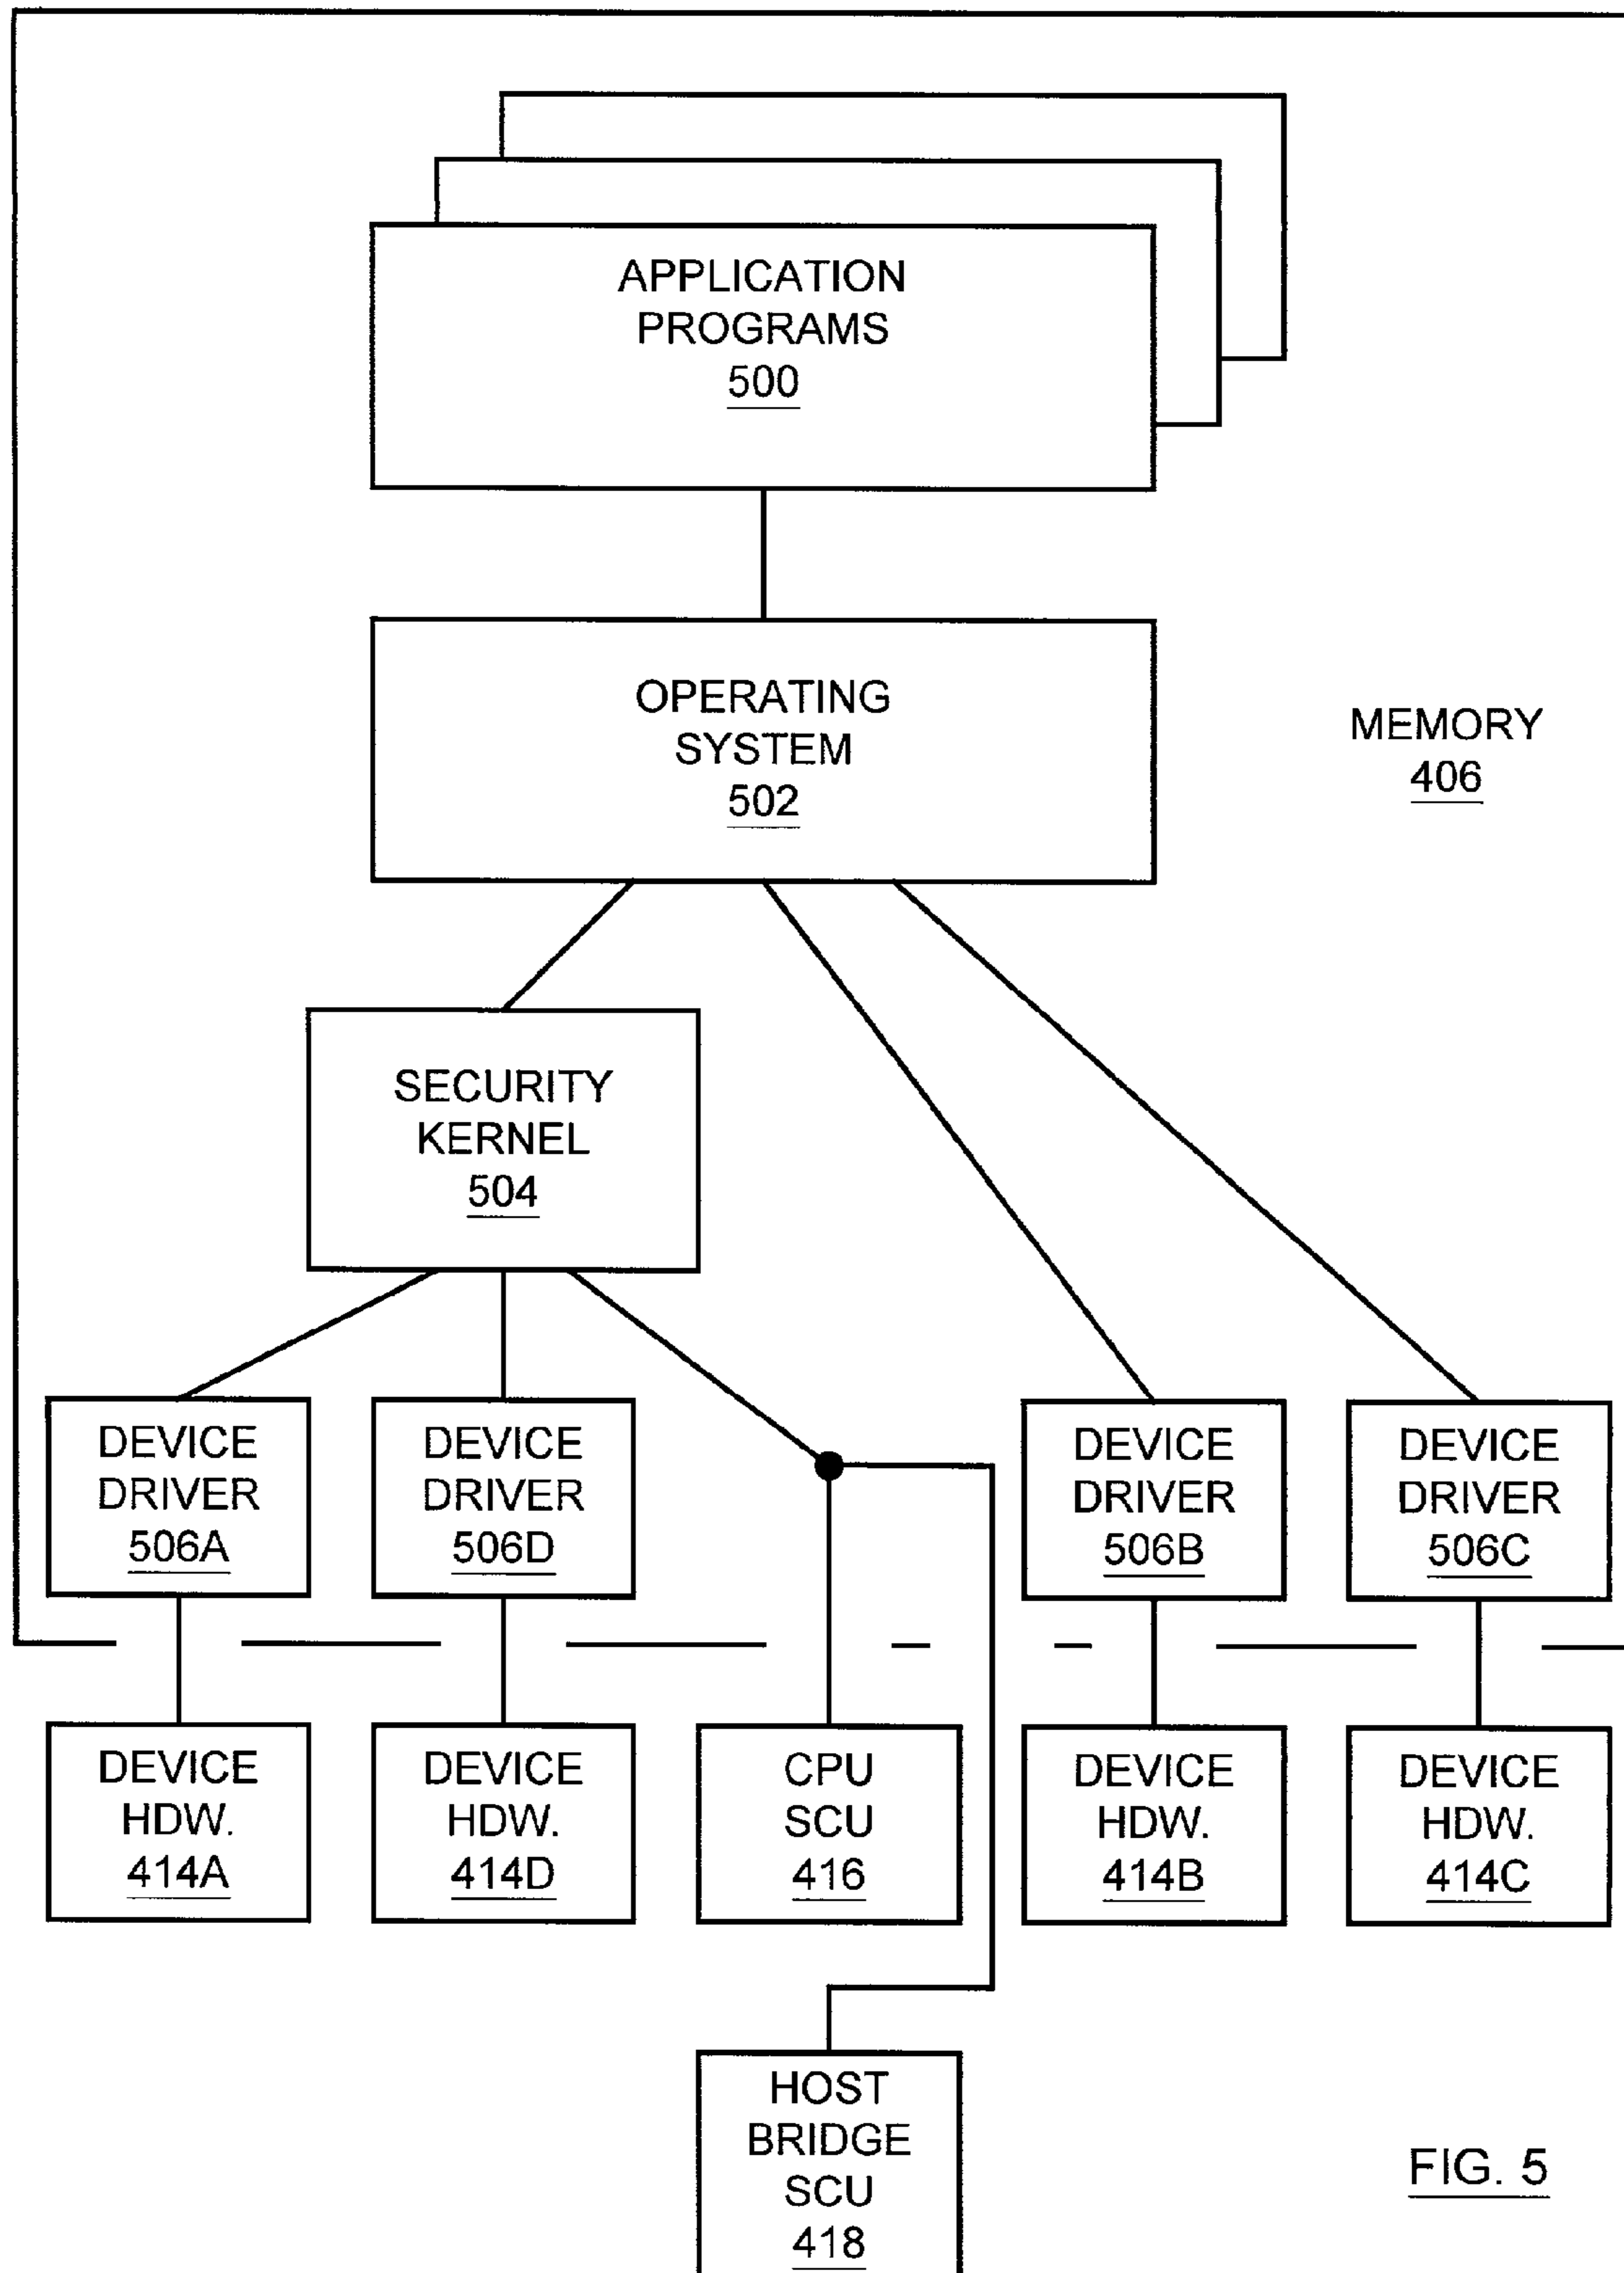 APPLICATION
PROGRAMS
500
OPERATING
SYSTEM
502
MEMORY
406
SECURITY
KERNEL
504
DEVICE
DRIVER
506A
DEVICE
DRIVER
506D
DEVICE
DRIVER
506B
DEVICE
DRIVER
506C
DEVICE
HDW.
414A
DEVICE
HDW.
414D
CPU
SCU
416
DEVICE
HDW.
414B
DEVICE
HDW.
414C
HOST
BRIDGE
SCU
418
FIG. 5